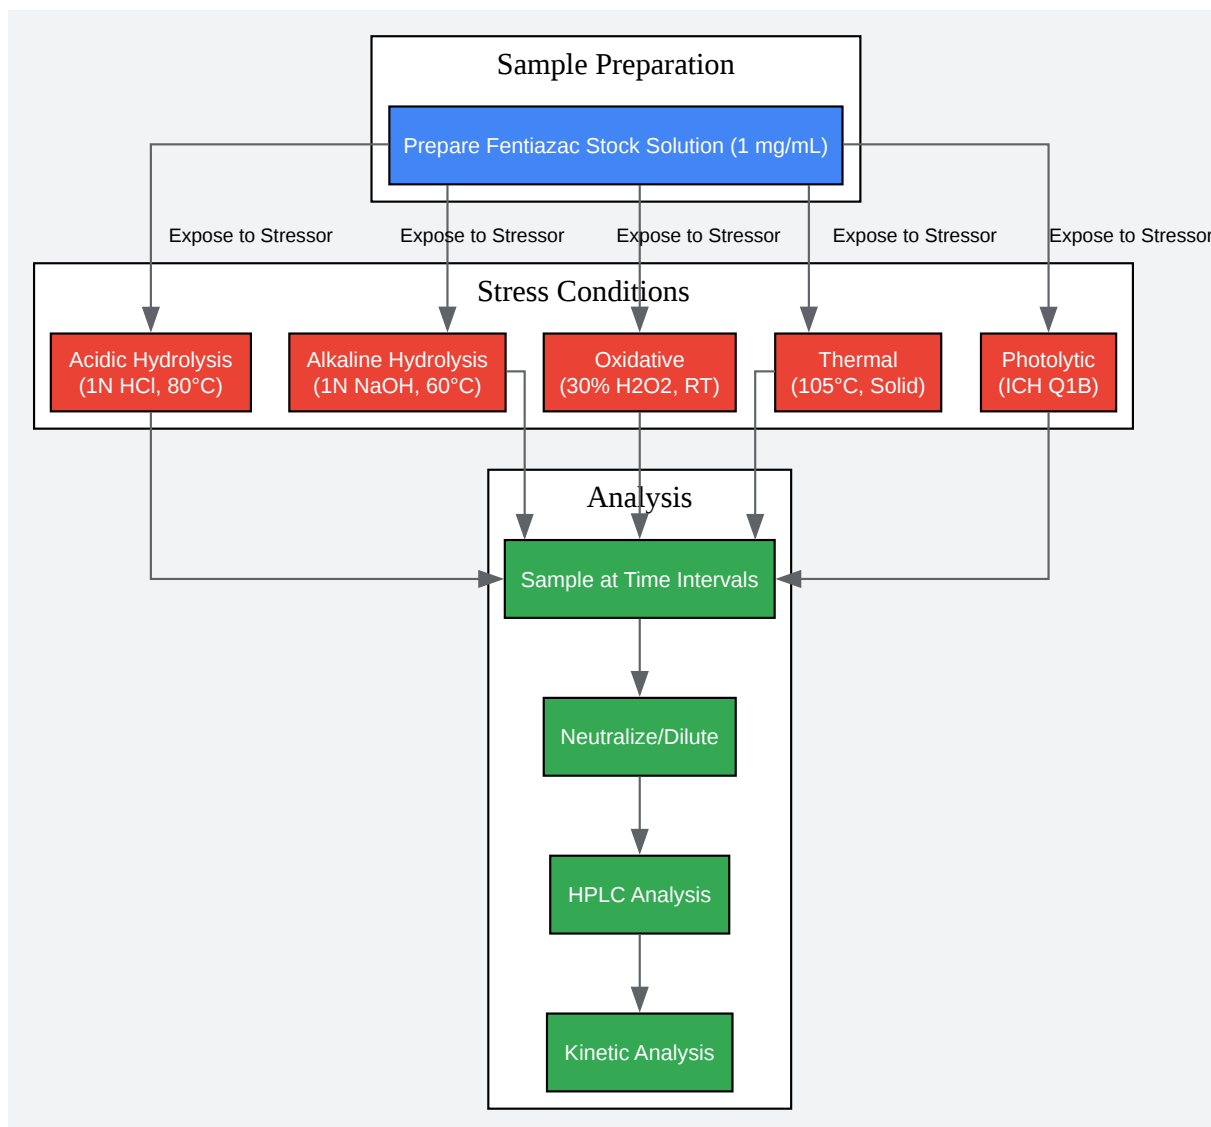 Sample Preparation
Prepare Fentiazac Stock Solution (1 mg/mL)
Expose to Stressor
Expose to Stressor
Expose to Stressor
Expose to Stressor
Expose to Stressor
Stress Conditions
Acidic Hydrolysis
(1N HCl, 80°C)
Alkaline Hydrolysis
(1N NaOH, 60°C)
Oxidative
(30% H2O2, RT)
Thermal
(105°C, Solid)
Photolytic
(ICH Q1B)
Analysis
Sample at Time Intervals
Neutralize/Dilute
HPLC Analysis
Kinetic Analysis